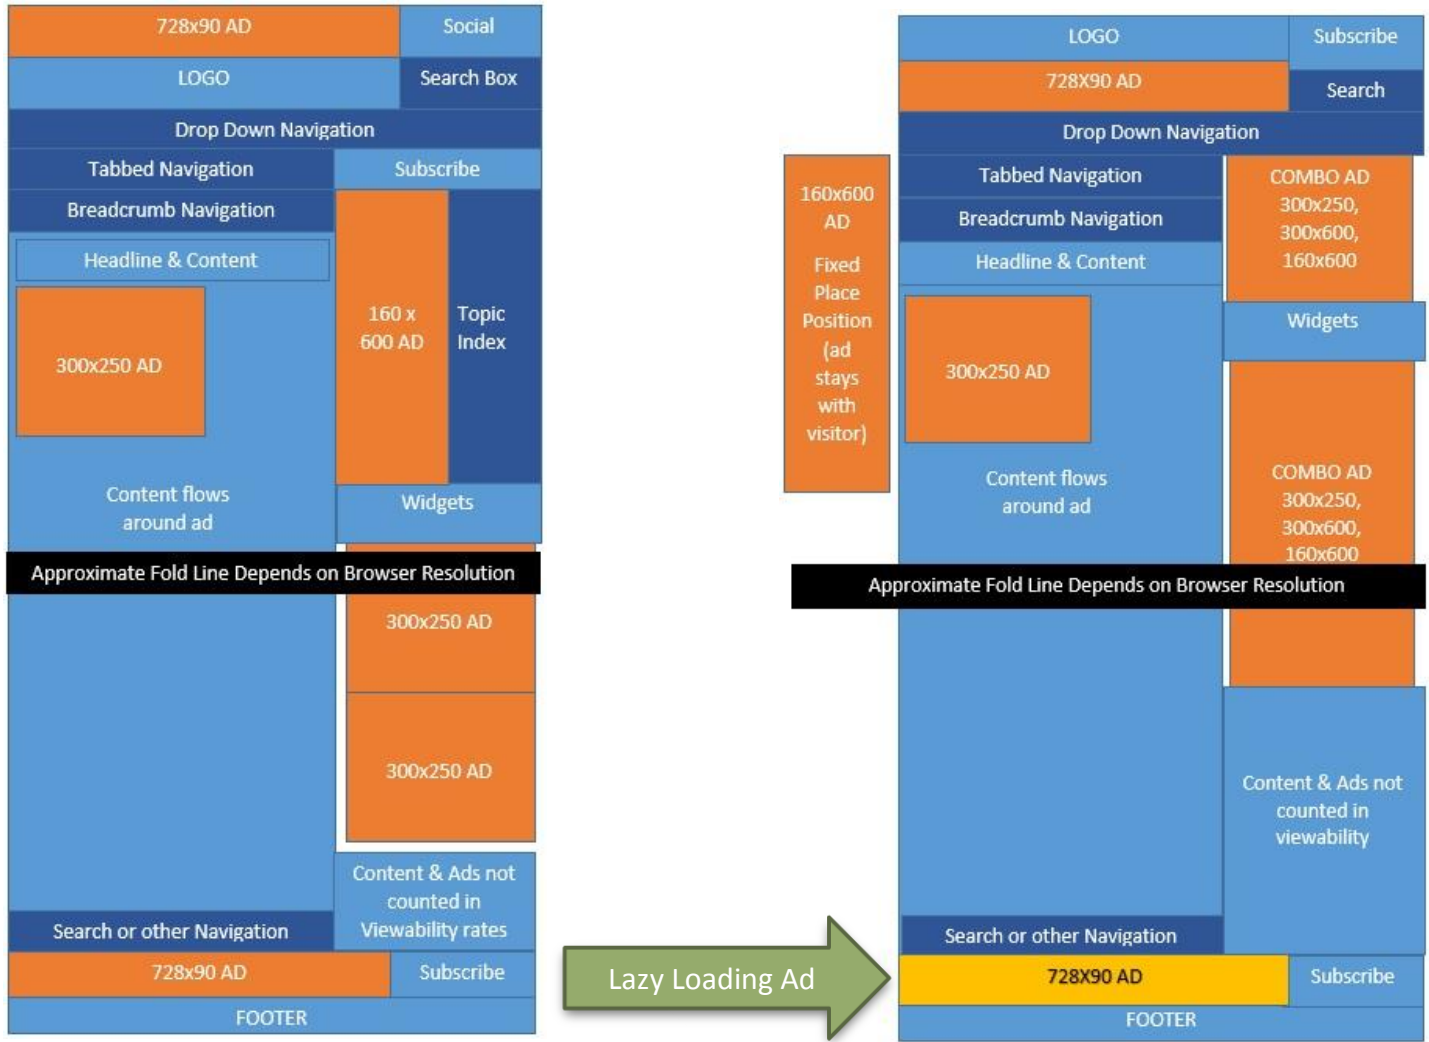 728x90 AD
Social
LOGO
Search Box
Drop Down Navigation
Tabbed Navigation
Subscribe
Breadcrumb Navigation
Headline & Content
160 x
600 AD
Topic
Index
300x250 AD
Content flows
around ad
Widgets
Approximate Fold Line Depends on Browser Resolution
300x250 AD
300x250 AD
Content & Ads not
counted in
Viewability rates
Search or other Navigation
728x90 AD
Subscribe
FOOTER
Lazy Loading Ad
LOGO
Subscribe
728X90 AD
Search
Drop Down Navigation
160x600
AD
Fixed
Place
Position
(ad
stays
with
visitor)
Tabbed Navigation
Breadcrumb Navigation
Headline & Content
COMBO AD
300x250,
300x600,
160x600
Widgets
300x250 AD
Content flows
around ad
COMBO AD
300x250,
300x600,
160x600
Approximate Fold Line Depends on Browser Resolution
Content & Ads not
counted in
viewability
Search or other Navigation
728X90 AD
Subscribe
FOOTER